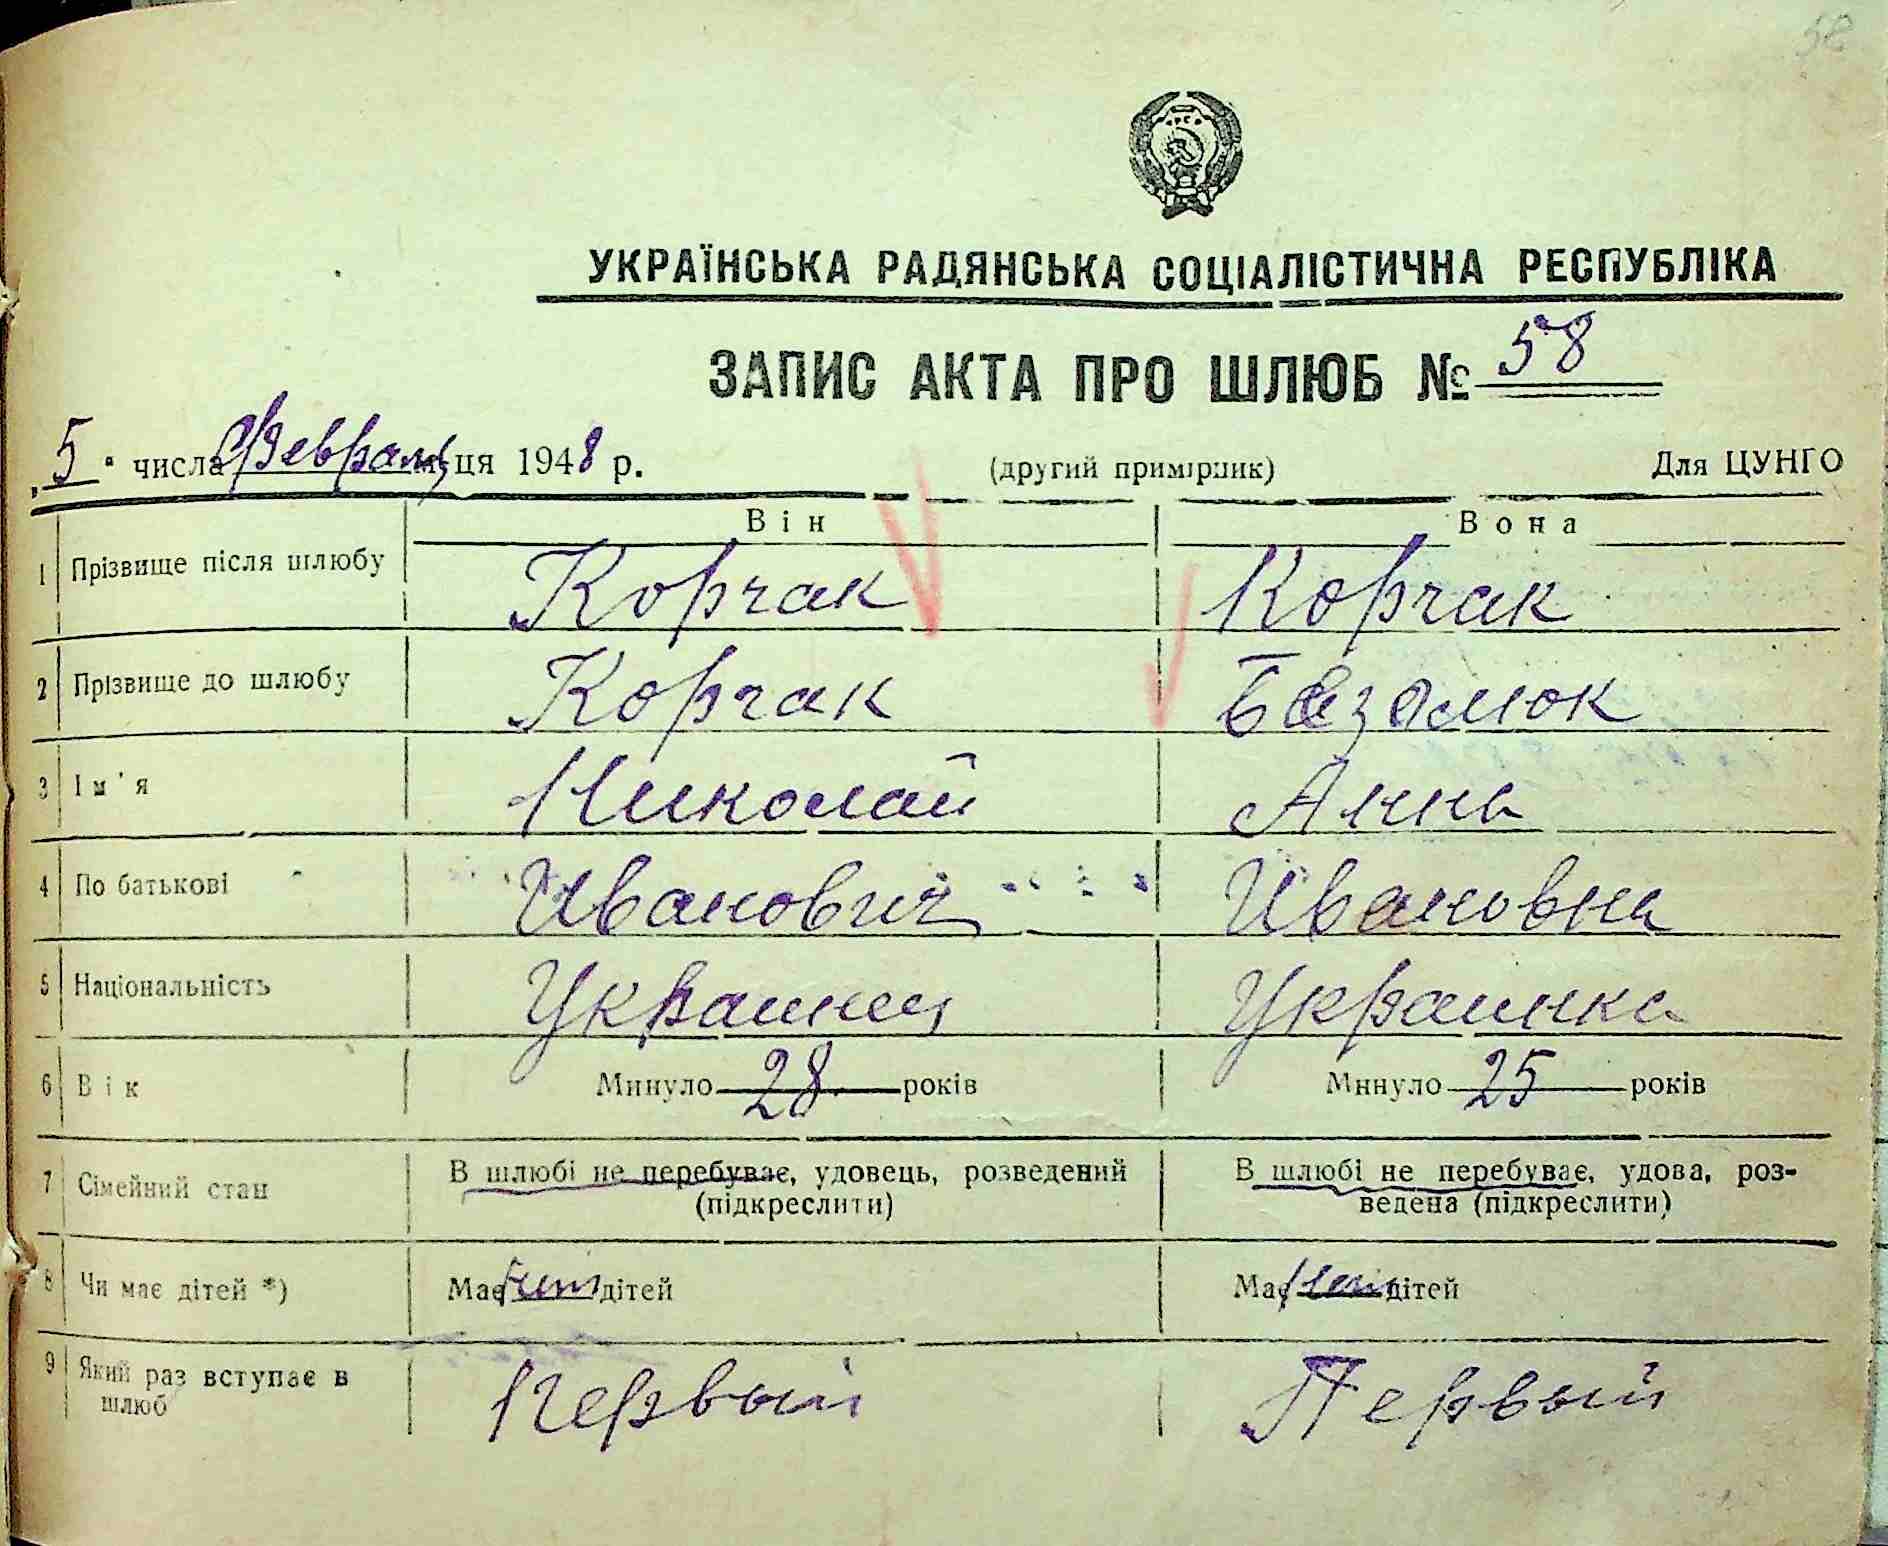 58
УКРАЇНСЬКА РАДЯНСЬКА СОЦІАЛІСТИЧНА РЕСПУБЛІКА
ЗАПИС АКТА ПРО ШЛЮБ № 58
„5" числа Февраля м-ця 1948 р. (другий примірник) Для ЦУНГО
Він Вона
1 Прізвище після шлюбу Корчак Корчак
2 Прізвище до шлюбу Корчак
3 Ім'я Николай Анна
4 По батькові Иванович Ивановна
5 Національність Украинец Украинка
6 Вік Минуло 28 років Минуло 25 років
7 Сімейний стан В шлюбі не перебуває, удовець, розведений В шлюбі не перебуває, удова, роз-
(підкреслити) ведена (підкреслити)
8 Чи має дітей *) Має нет дітей Має нет дітей
9 Який раз вступає в Первый Первый
шлюб